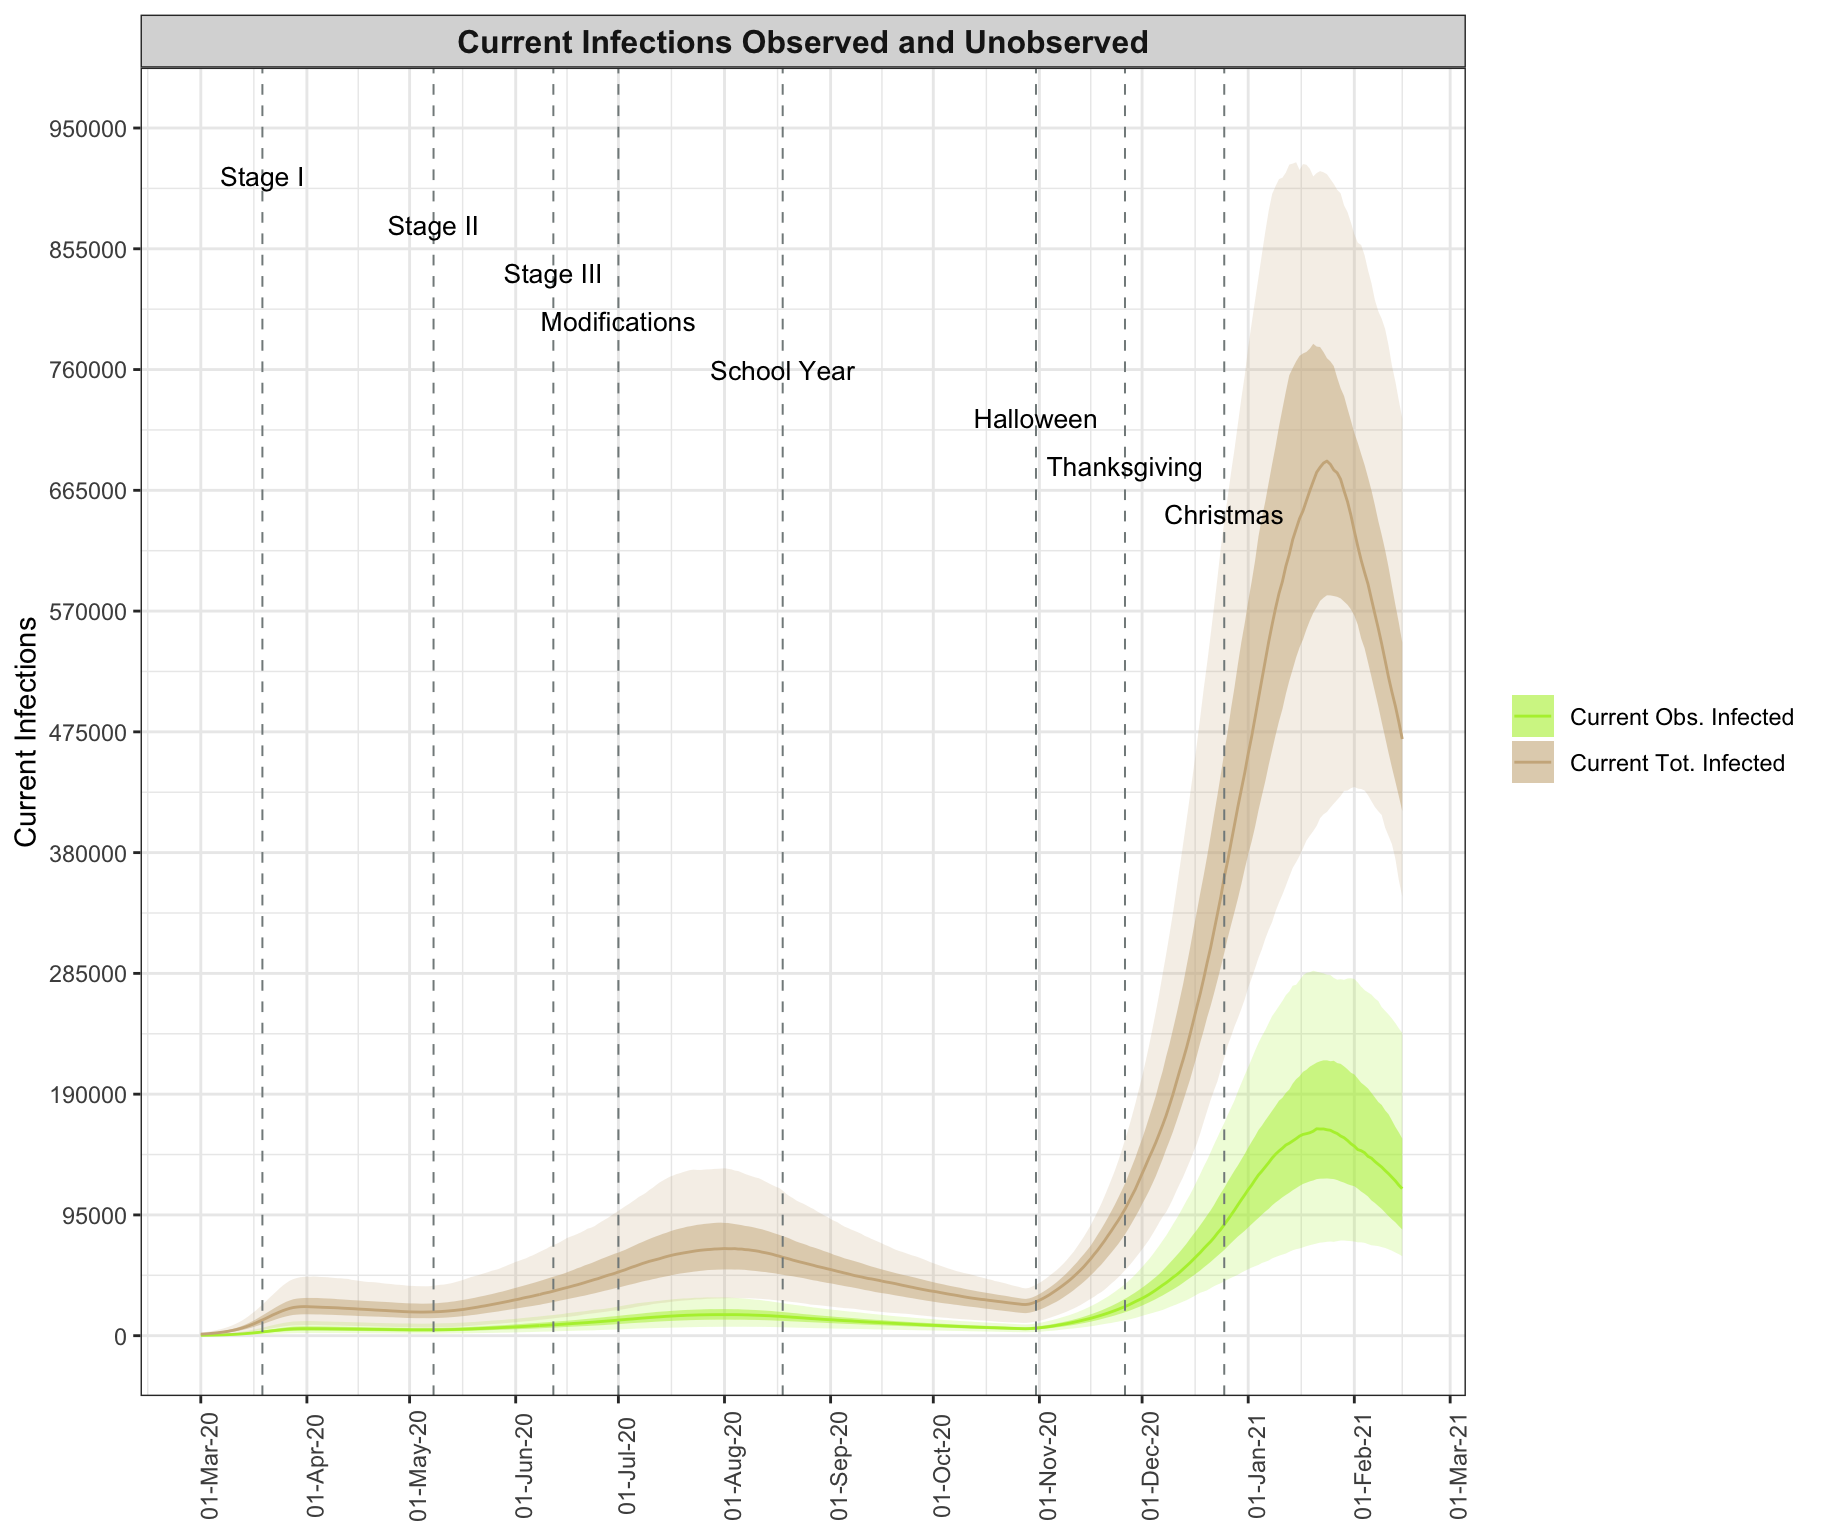 Current Infections Observed and Unobserved
Current Infections
950000
855000
760000
665000
570000
475000
380000
285000
190000
95000
0
Stage I
Stage II
Stage III
Modifications
School Year
Halloween
Thanksgiving
Christmas
01-Mar-20
01-Apr-20
01-May-20
01-Jun-20
01-Jul-20
01-Aug-20
01-Sep-20
01-Oct-20
01-Nov-20
01-Dec-20
01-Jan-21
01-Feb-21
01-Mar-21
Current Obs. Infected
Current Tot. Infected